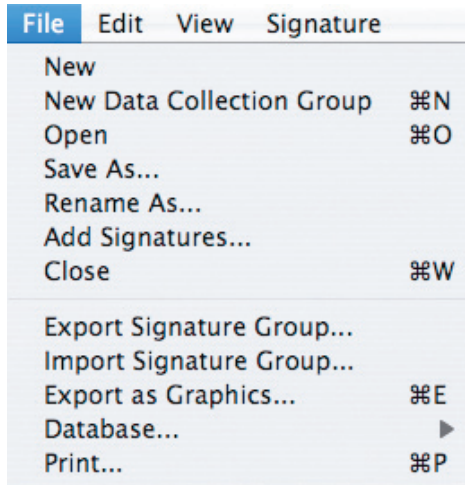 File Edit View Signature
New
New Data Collection Group ⌘N
Open ⌘O
Save As...
Rename As...
Add Signatures...
Close ⌘W
Export Signature Group...
Import Signature Group...
Export as Graphics... ⌘E
Database...
Print... ⌘P